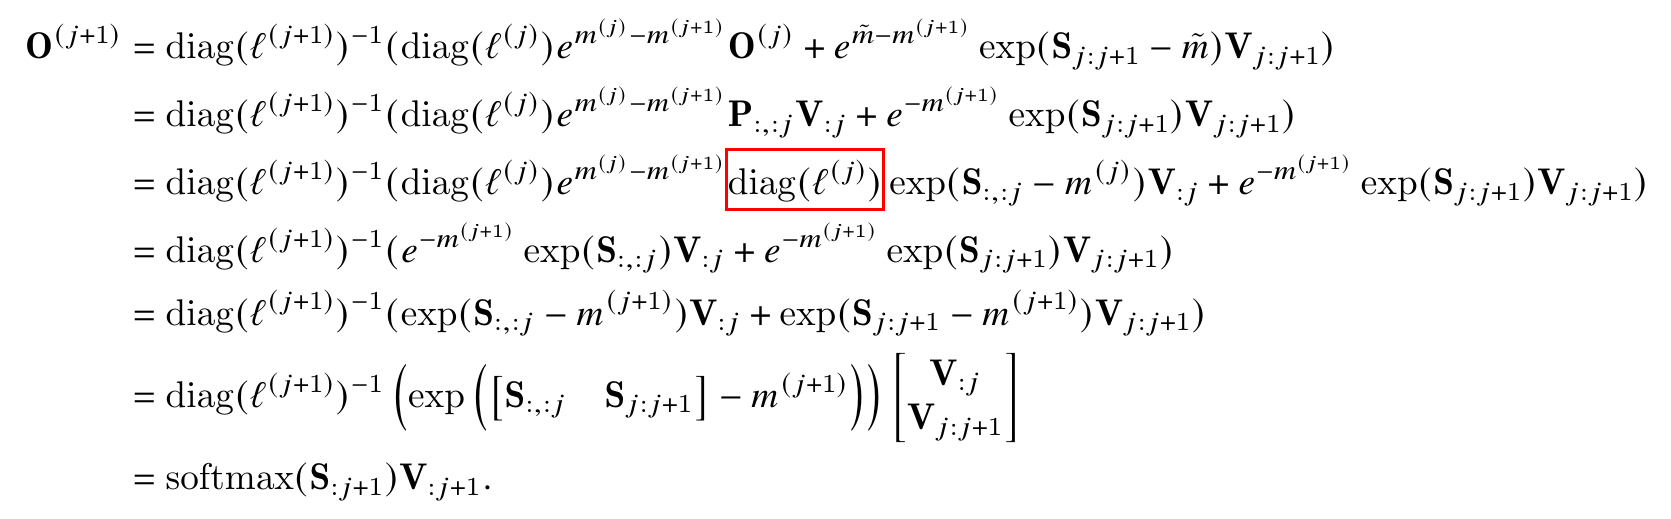 𝐎^{(j+1)} = diag(ℓ^{(j+1)})^{−1}(diag(ℓ^{(j)})e^{m^{(j)}−m^{(j+1)}}𝐎^{(j)} + e^{m̃−m^{(j+1)}} exp(𝐒_{j:j+1} − m̃)𝐕_{j:j+1})
= diag(ℓ^{(j+1)})^{−1}(diag(ℓ^{(j)})e^{m^{(j)}−m^{(j+1)}}𝐏_{:,:j}𝐕_{:j} + e^{−m^{(j+1)}} exp(𝐒_{j:j+1})𝐕_{j:j+1})
= diag(ℓ^{(j+1)})^{−1}(diag(ℓ^{(j)})e^{m^{(j)}−m^{(j+1)}}diag(ℓ^{(j)}) exp(𝐒_{:,:j} − m^{(j)})𝐕_{:j} + e^{−m^{(j+1)}} exp(𝐒_{j:j+1})𝐕_{j:j+1})
= diag(ℓ^{(j+1)})^{−1}(e^{−m^{(j+1)}} exp(𝐒_{:,:j})𝐕_{:j} + e^{−m^{(j+1)}} exp(𝐒_{j:j+1})𝐕_{j:j+1})
= diag(ℓ^{(j+1)})^{−1}(exp(𝐒_{:,:j} − m^{(j+1)})𝐕_{:j} + exp(𝐒_{j:j+1} − m^{(j+1)})𝐕_{j:j+1})
= diag(ℓ^{(j+1)})^{−1} (exp ([𝐒_{:,:j} 𝐒_{j:j+1}] − m^{(j+1)})) [𝐕_{:j} ; 𝐕_{j:j+1}]
= softmax(𝐒_{:j+1})𝐕_{:j+1}.